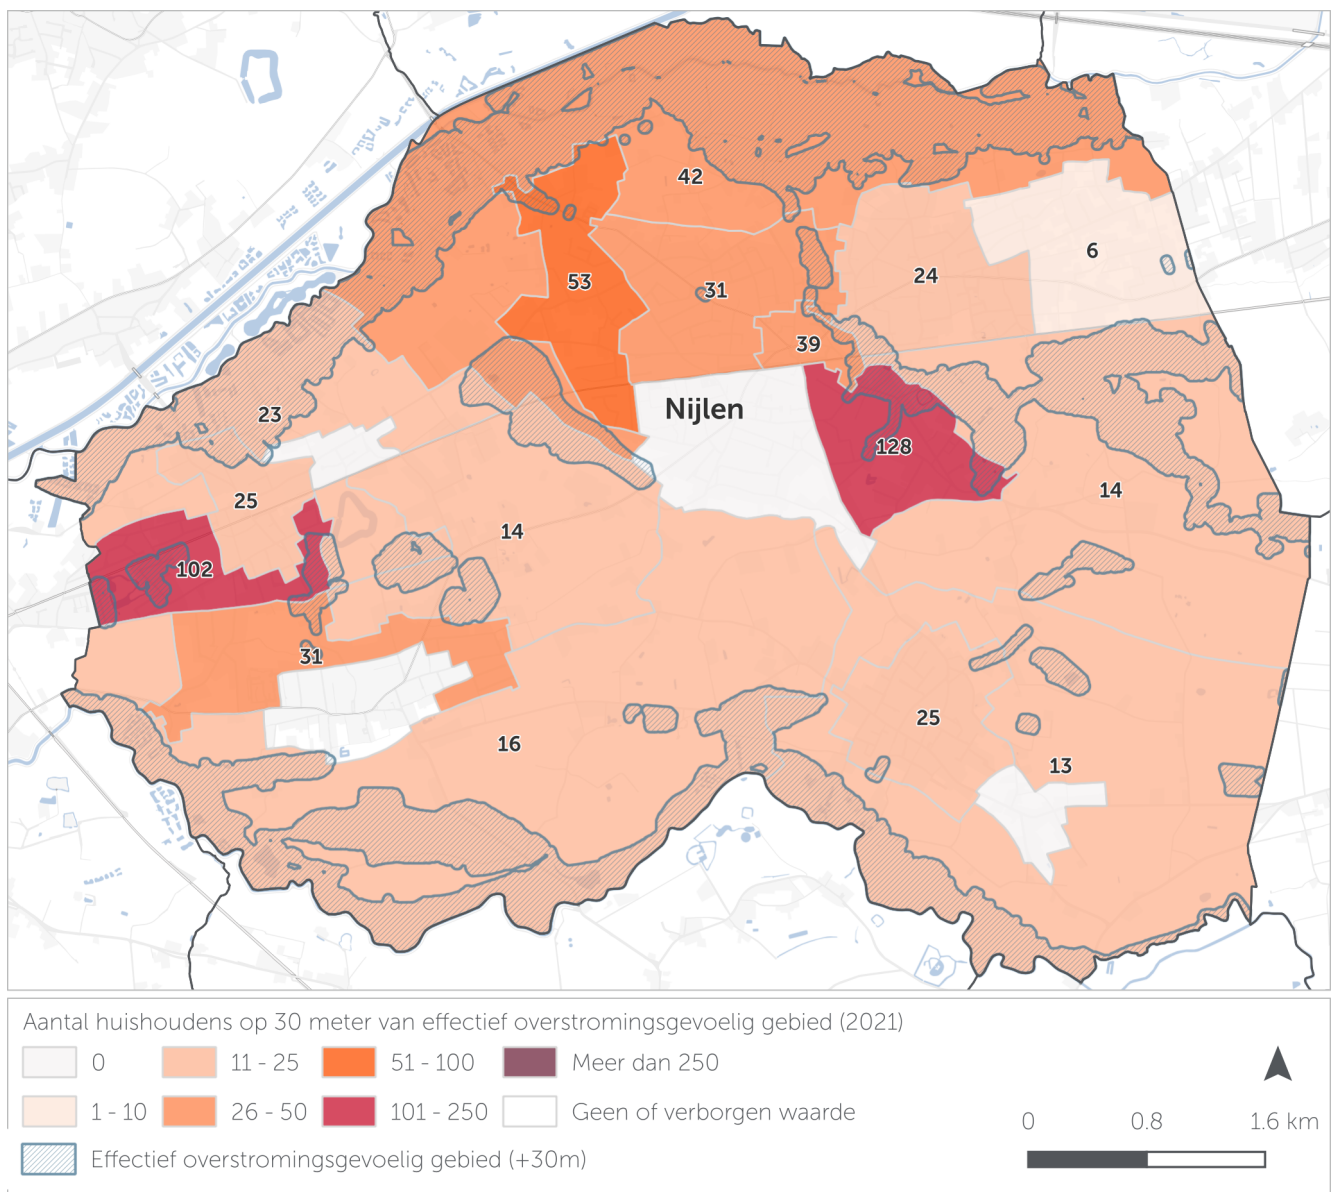 42
6
24
53
31
39
Nijlen
23
128
25
14
14
102
31
25
16
13
Aantal huishoudens op 30 meter van effectief overstromingsgevoelig gebied (2021)
0
11 - 25
51 - 100
Meer dan 250
1 - 10
26 - 50
101 - 250
Geen of verborgen waarde
0
0.8
1.6 km
Effectief overstromingsgevoelig gebied (+30m)